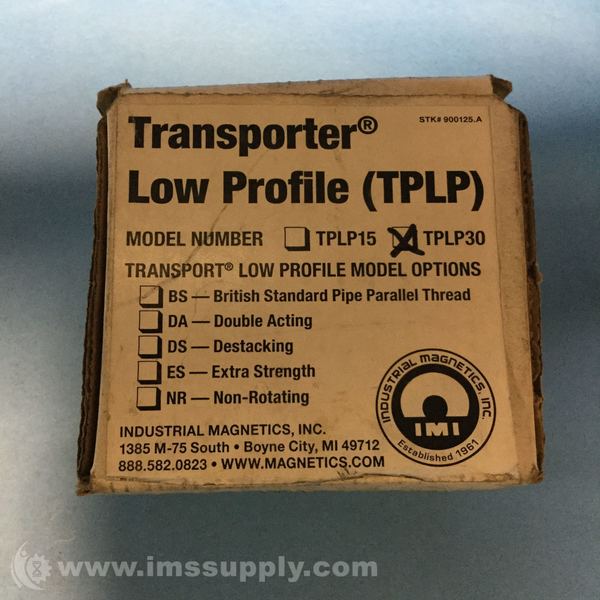 Transporter®
STK# 900125.A
Low Profile (TPLP)
MODEL NUMBER TPLP15 TPLP30
TRANSPORT® LOW PROFILE MODEL OPTIONS
BS — British Standard Pipe Parallel Thread
DA — Double Acting
DS — Destacking
ES — Extra Strength
NR — Non-Rotating
INDUSTRIAL MAGNETICS, INC.
IMI
Established 1961
INDUSTRIAL MAGNETICS, INC.
1385 M-75 South • Boyne City, MI 49712
888.582.0823 • WWW.MAGNETICS.COM
www.imssupply.com